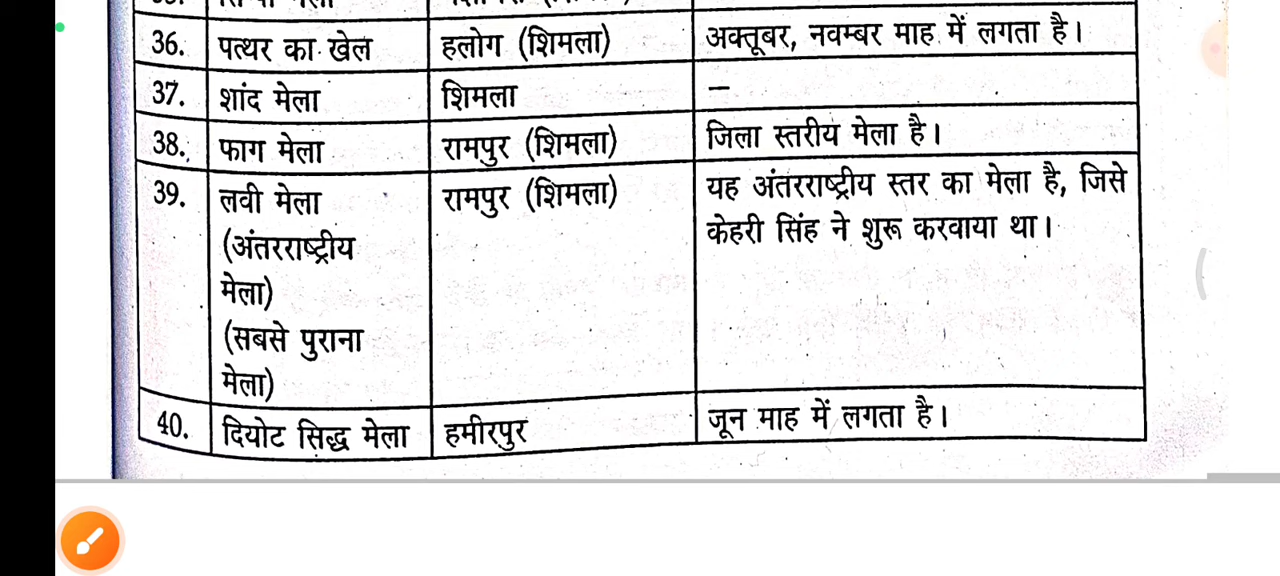 36. पत्थर का खेल हलोग (शिमला) अक्तूबर, नवम्बर माह में लगता है।
37. शांद मेला शिमला –
38. फाग मेला रामपुर (शिमला) जिला स्तरीय मेला है।
39. लवी मेला रामपुर (शिमला) यह अंतरराष्ट्रीय स्तर का मेला है, जिसे
(अंतरराष्ट्रीय केहरी सिंह ने शुरू करवाया था।
मेला)
(सबसे पुराना
मेला)
40. दियोट सिद्ध मेला हमीरपुर जून माह में लगता है।